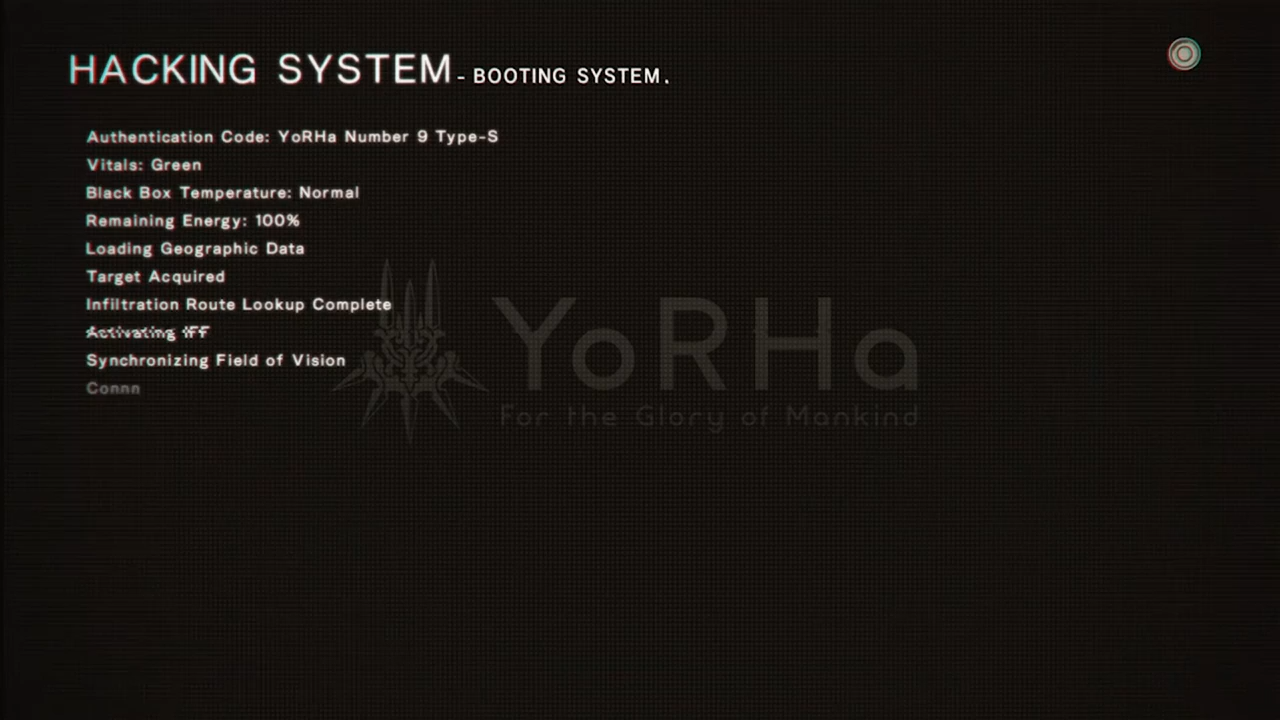 HACKING SYSTEM - BOOTING SYSTEM.
Authentication Code: YoRHa Number 9 Type-S
Vitals: Green
Black Box Temperature: Normal
Remaining Energy: 100%
Loading Geographic Data
Target Acquired
Infiltration Route Lookup Complete
Activating IFF
Synchronizing Field of Vision
Connn
YoRHa
For the Glory of Mankind